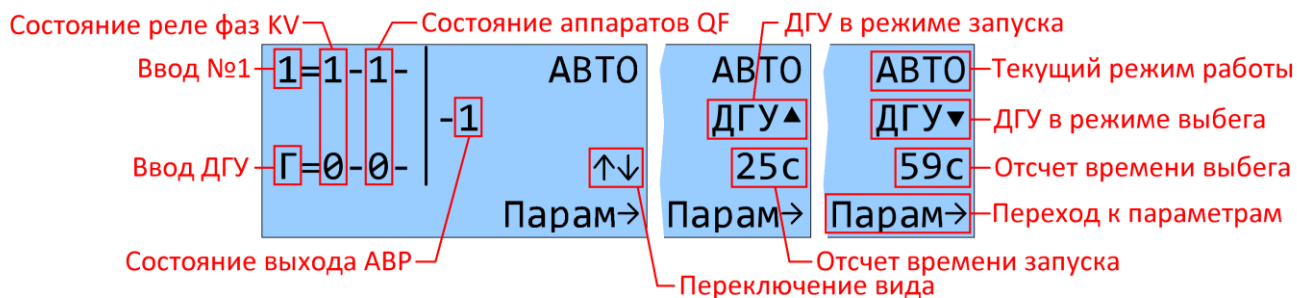 Состояние реле фаз KV
Состояние аппаратов QF
ДГУ в режиме запуска
Ввод №1
1=1-1-
АВТО
АВТО
АВТО
Текущий режим работы
-1
ДГУ▲
ДГУ▼
ДГУ в режиме выбега
Ввод ДГУ
Г=0-0-
↑↓
25с
59с
Отсчет времени выбега
Парам→
Парам→
Парам→
Переход к параметрам
Состояние выхода АВР
Отсчет времени запуска
Переключение вида